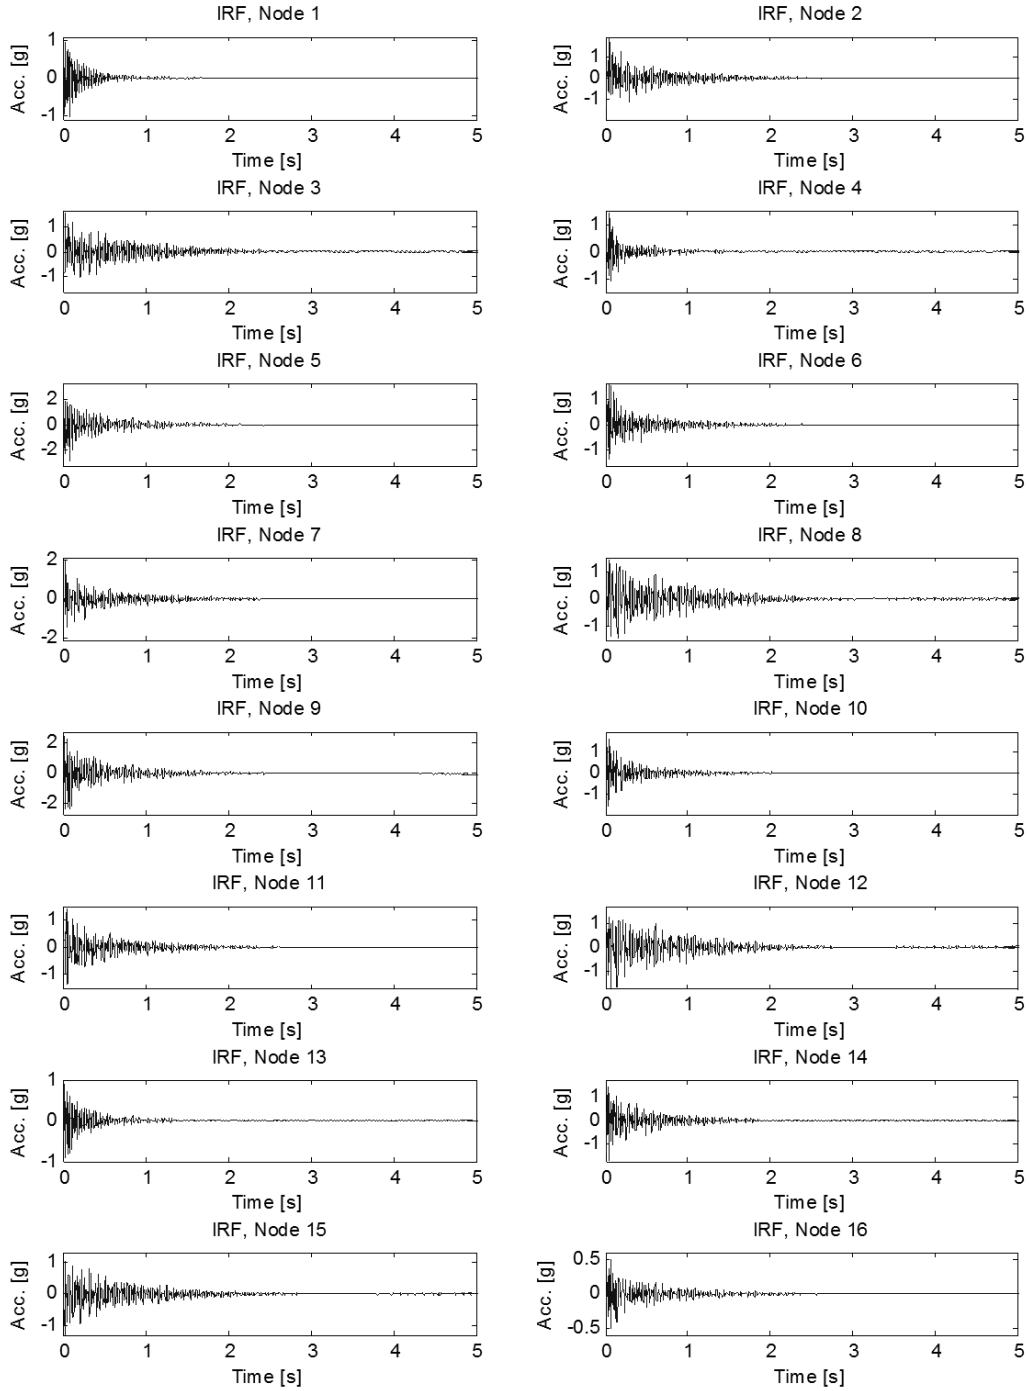 IRF, Node 1
Acc. [g]
1
0
-1
0 1 2 3 4 5
Time [s]
IRF, Node 2
Acc. [g]
1
0
-1
0 1 2 3 4 5
Time [s]
IRF, Node 3
Acc. [g]
1
0
-1
0 1 2 3 4 5
Time [s]
IRF, Node 4
Acc. [g]
1
0
-1
0 1 2 3 4 5
Time [s]
IRF, Node 5
Acc. [g]
2
0
-2
0 1 2 3 4 5
Time [s]
IRF, Node 6
Acc. [g]
1
0
-1
0 1 2 3 4 5
Time [s]
IRF, Node 7
Acc. [g]
2
0
-2
0 1 2 3 4 5
Time [s]
IRF, Node 8
Acc. [g]
1
0
-1
0 1 2 3 4 5
Time [s]
IRF, Node 9
Acc. [g]
2
0
-2
0 1 2 3 4 5
Time [s]
IRF, Node 10
Acc. [g]
1
0
-1
0 1 2 3 4 5
Time [s]
IRF, Node 11
Acc. [g]
1
0
-1
0 1 2 3 4 5
Time [s]
IRF, Node 12
Acc. [g]
1
0
-1
0 1 2 3 4 5
Time [s]
IRF, Node 13
Acc. [g]
1
0
-1
0 1 2 3 4 5
Time [s]
IRF, Node 14
Acc. [g]
1
0
-1
0 1 2 3 4 5
Time [s]
IRF, Node 15
Acc. [g]
1
0
-1
0 1 2 3 4 5
Time [s]
IRF, Node 16
Acc. [g]
0.5
0
-0.5
0 1 2 3 4 5
Time [s]